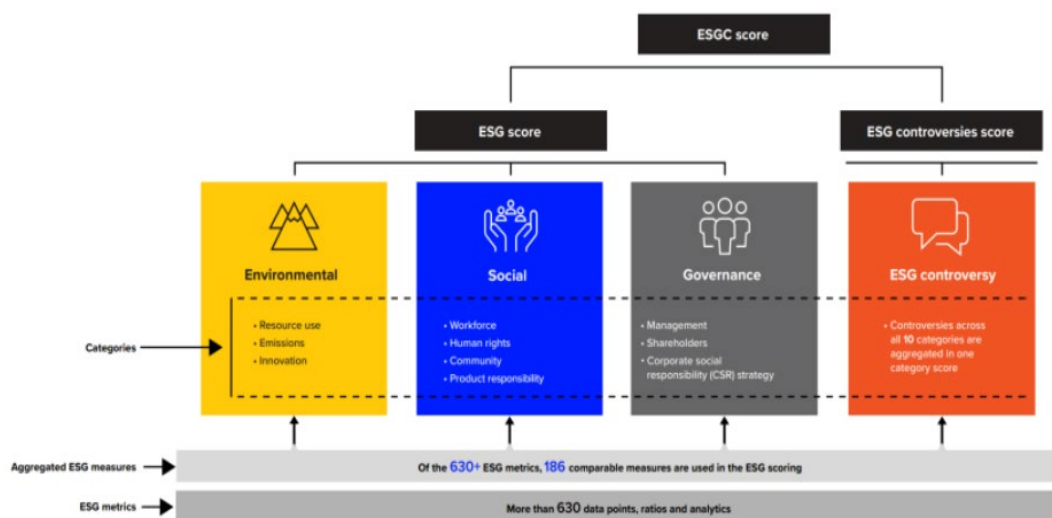 ESGC score
ESG score
ESG controversies score
Environmental
Social
Governance
ESG controversy
Categories
• Resource use
• Emissions
• Innovation
• Workforce
• Human rights
• Community
• Product responsibility
• Management
• Shareholders
• Corporate social
responsibility (CSR) strategy
• Controversies across
all 10 categories are
aggregated in one
category score
Aggregated ESG measures
Of the 630+ ESG metrics, 186 comparable measures are used in the ESG scoring
ESG metrics
More than 630 data points, ratios and analytics